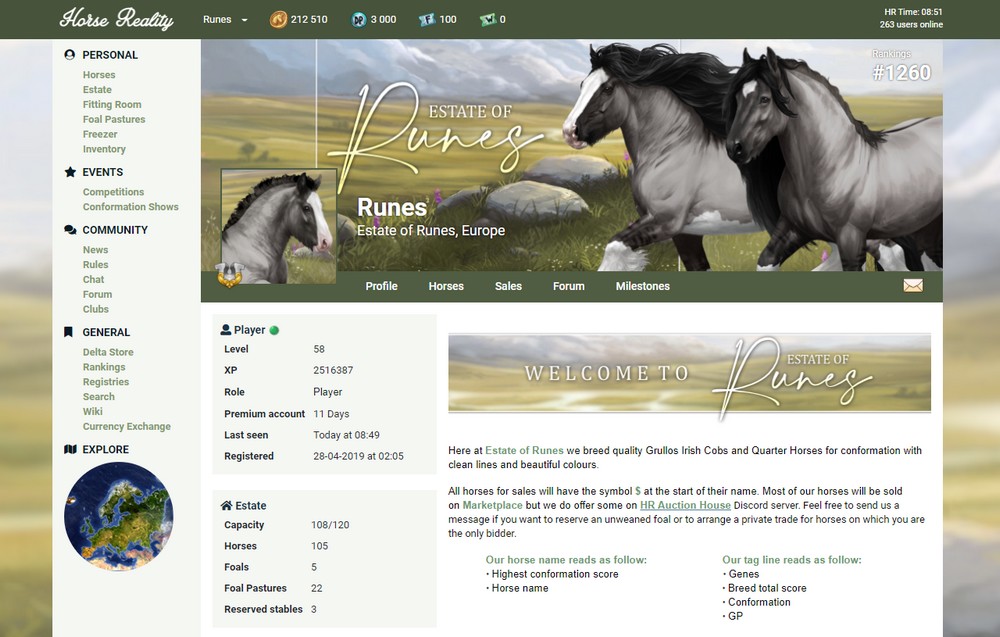 Horse Reality
Runes
212 510
3 000
100
0
HR Time: 08:51
263 users online
PERSONAL
Horses
Estate
Fitting Room
Foal Pastures
Freezer
Inventory
EVENTS
Competitions
Conformation Shows
COMMUNITY
News
Rules
Chat
Forum
Clubs
GENERAL
Delta Store
Rankings
Registries
Search
Wiki
Currency Exchange
EXPLORE
Rankings
#1260
ESTATE OF
Runes
Runes
Estate of Runes, Europe
Profile Horses Sales Forum Milestones
Player
Level 58
XP 2516387
Role Player
Premium account 11 Days
Last seen Today at 08:49
Registered 28-04-2019 at 02:05
Estate
Capacity 108/120
Horses 105
Foals 5
Foal Pastures 22
Reserved stables 3
WELCOME TO ESTATE OF
Runes
Here at Estate of Runes we breed quality Grullos Irish Cobs and Quarter Horses for conformation with
clean lines and beautiful colours.
All horses for sales will have the symbol $ at the start of their name. Most of our horses will be sold
on Marketplace but we do offer some on HR Auction House Discord server. Feel free to send us a
message if you want to reserve an unweaned foal or to arrange a private trade for horses on which you are
the only bidder.
Our horse name reads as follow:
• Highest conformation score
• Horse name
Our tag line reads as follow:
• Genes
• Breed total score
• Conformation
• GP